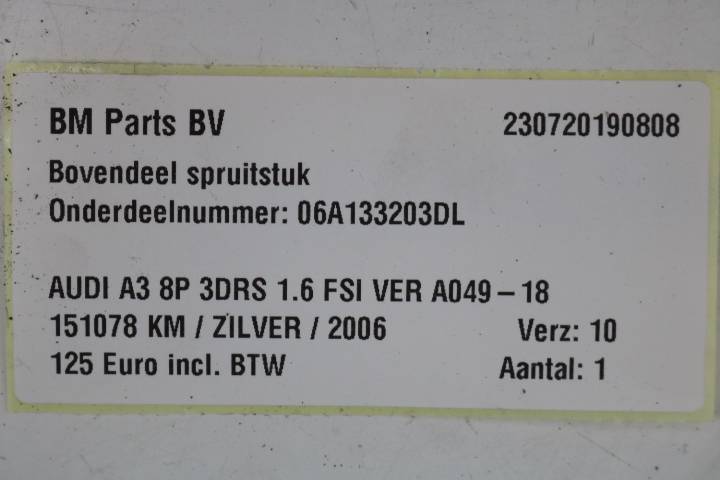 BM Parts BV 230720190808
Bovendeel spruitstuk
Onderdeelnummer: 06A133203DL
AUDI A3 8P 3DRS 1.6 FSI VER A049-18
151078 KM / ZILVER / 2006 Verz: 10
125 Euro incl. BTW Aantal: 1